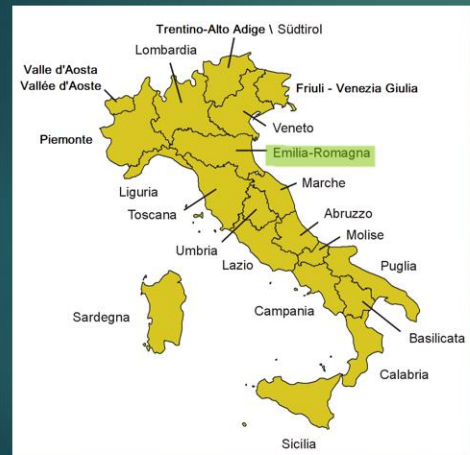 Trentino-Alto Adige \ Südtirol
Lombardia
Valle d'Aosta
Vallée d'Aoste
Friuli - Venezia Giulia
Veneto
Piemonte
Emilia-Romagna
Liguria
Marche
Toscana
Abruzzo
Molise
Umbria
Lazio
Puglia
Campania
Sardegna
Basilicata
Calabria
Sicilia